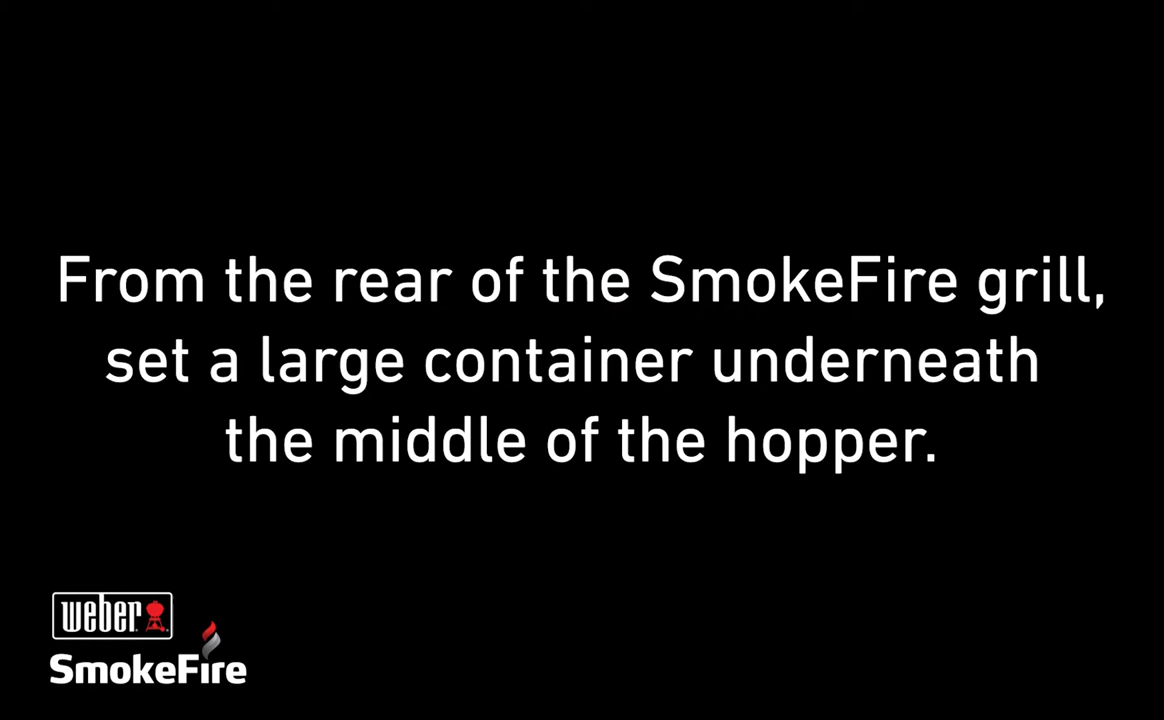 From the rear of the SmokeFire grill,
set a large container underneath
the middle of the hopper.
weber
SmokeFire